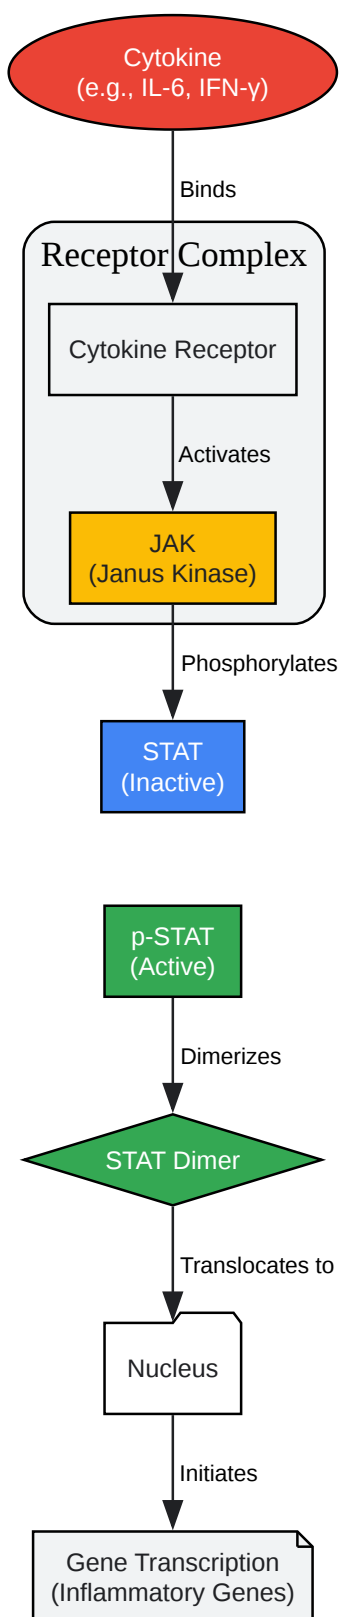 Cytokine
(e.g., IL-6, IFN-γ)
Binds
Receptor Complex
Cytokine Receptor
Activates
JAK
(Janus Kinase)
Phosphorylates
STAT
(Inactive)
p-STAT
(Active)
Dimerizes
STAT Dimer
Translocates to
Nucleus
Initiates
Gene Transcription
(Inflammatory Genes)